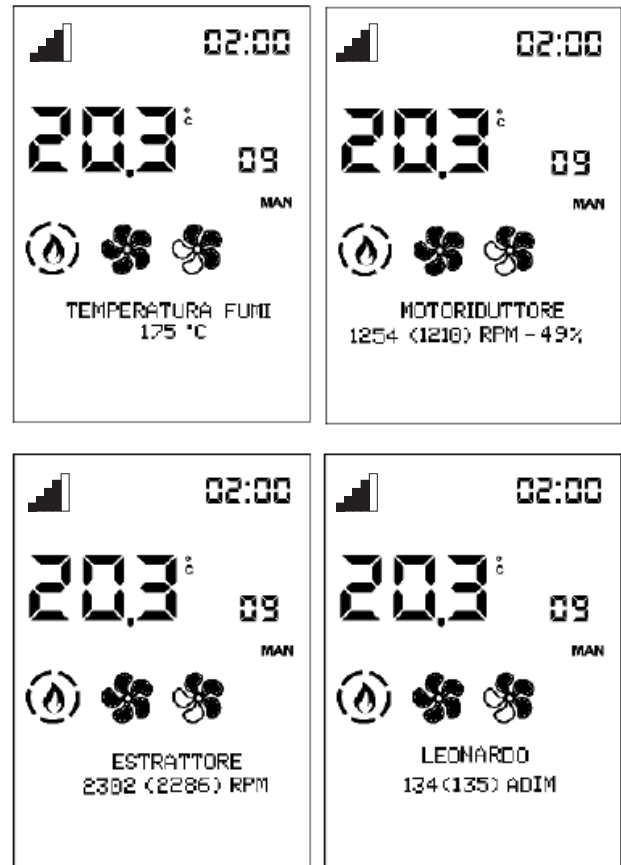 02:00
20.3 °C
09
MAN
TEMPERATURA FUMI
175 °C
02:00
20.3 °C
09
MAN
MOTORIDUTTORE
1254 (1210) RPM - 49%
02:00
20.3 °C
09
MAN
ESTRATTORE
2302 (2286) RPM
02:00
20.3 °C
09
MAN
LEONARDO
134(135) ADIM